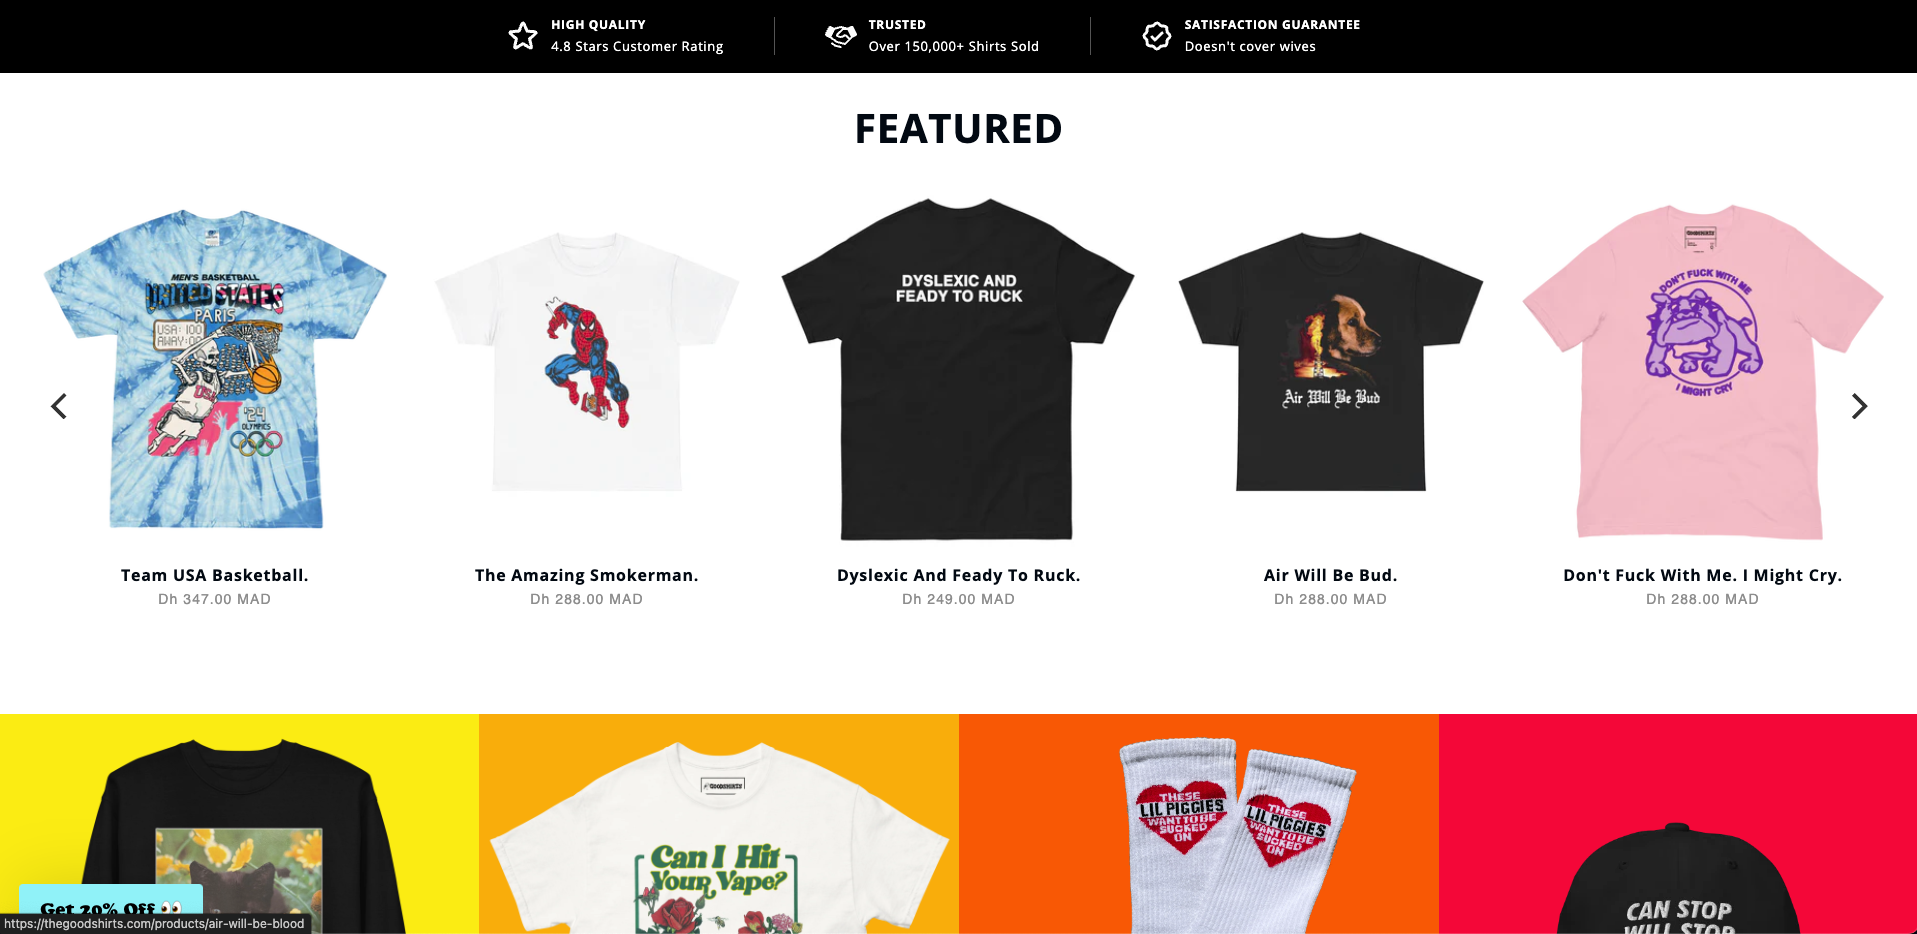 HIGH QUALITY
4.8 Stars Customer Rating
TRUSTED
Over 150,000+ Shirts Sold
SATISFACTION GUARANTEE
Doesn't cover wives
FEATURED
MEN'S BASKETBALL
UNITED STATES
PARIS
USA: 100
AWAY: 00
USA
'24
OLYMPICS
DYSLEXIC AND
FEADY TO RUCK
Air Will Be Bud
GOODSHIRTS
DON'T FUCK WITH ME
I MIGHT CRY
Team USA Basketball.
Dh 347.00 MAD
The Amazing Smokerman.
Dh 288.00 MAD
Dyslexic And Feady To Ruck.
Dh 249.00 MAD
Air Will Be Bud.
Dh 288.00 MAD
Don't Fuck With Me. I Might Cry.
Dh 288.00 MAD
GOODSHIRTS
Can I Hit
Your Vape?
THESE
LIL PIGGIES
WANT TO BE
SUCKED
ON
THESE
LIL PIGGIES
WANT TO BE
SUCKED
ON
CAN STOP
WILL STOP
Get 20% Off 👀
https://thegoodshirts.com/products/air-will-be-blood